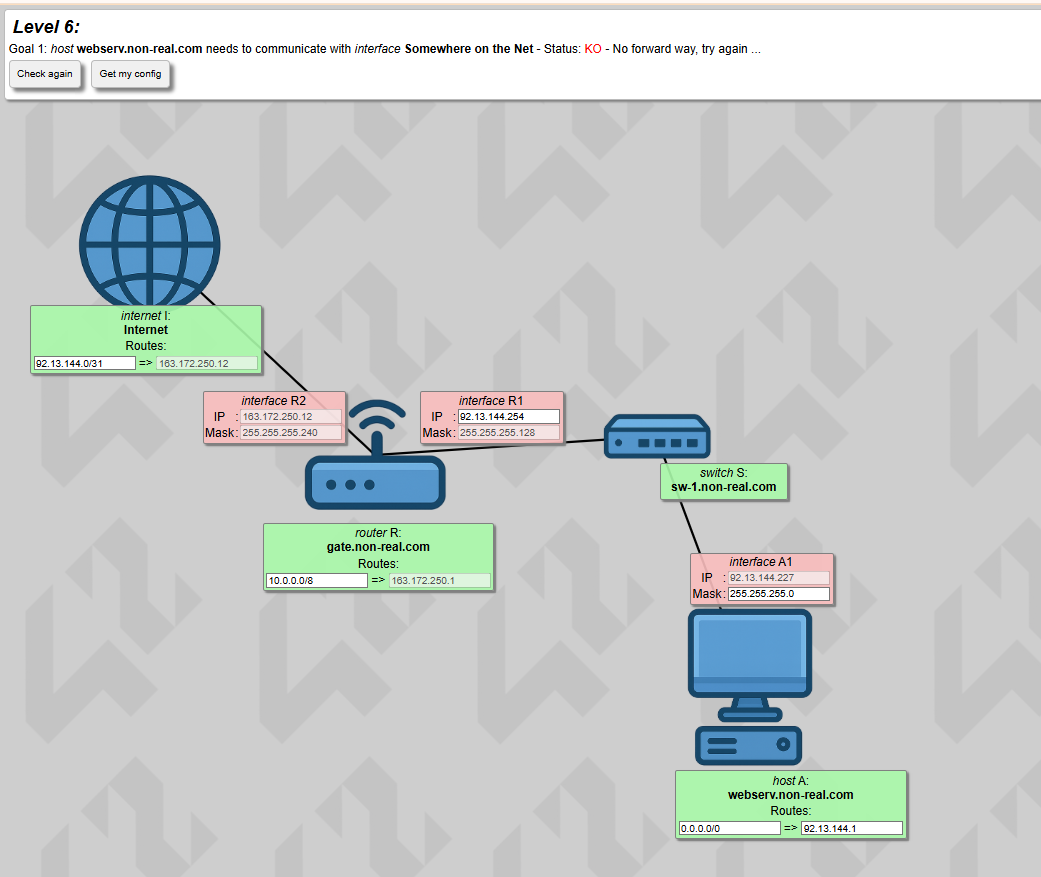 Level 6:
Goal 1: host webserv.non-real.com needs to communicate with interface Somewhere on the Net - Status: KO - No forward way, try again ...
Check again
Get my config
internet I:
Internet
Routes:
92.13.144.0/31 => 163.172.250.12
interface R2
IP : 163.172.250.12
Mask: 255.255.255.240
interface R1
IP : 92.13.144.254
Mask: 255.255.255.128
switch S:
sw-1.non-real.com
router R:
gate.non-real.com
Routes:
10.0.0.0/8 => 163.172.250.1
interface A1
IP : 92.13.144.227
Mask: 255.255.255.0
host A:
webserv.non-real.com
Routes:
0.0.0.0/0 => 92.13.144.1